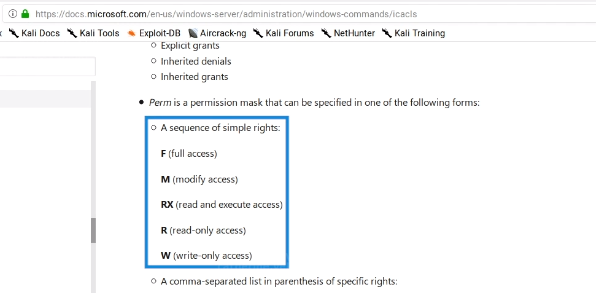 https://docs.microsoft.com/en-us/windows-server/administration/windows-commands/icacls
Kali Docs Kali Tools Exploit-DB Aircrack-ng Kali Forums NetHunter Kali Training
Explicit grants
Inherited denials
Inherited grants
Perm is a permission mask that can be specified in one of the following forms:
A sequence of simple rights:
F (full access)
M (modify access)
RX (read and execute access)
R (read-only access)
W (write-only access)
A comma-separated list in parenthesis of specific rights: